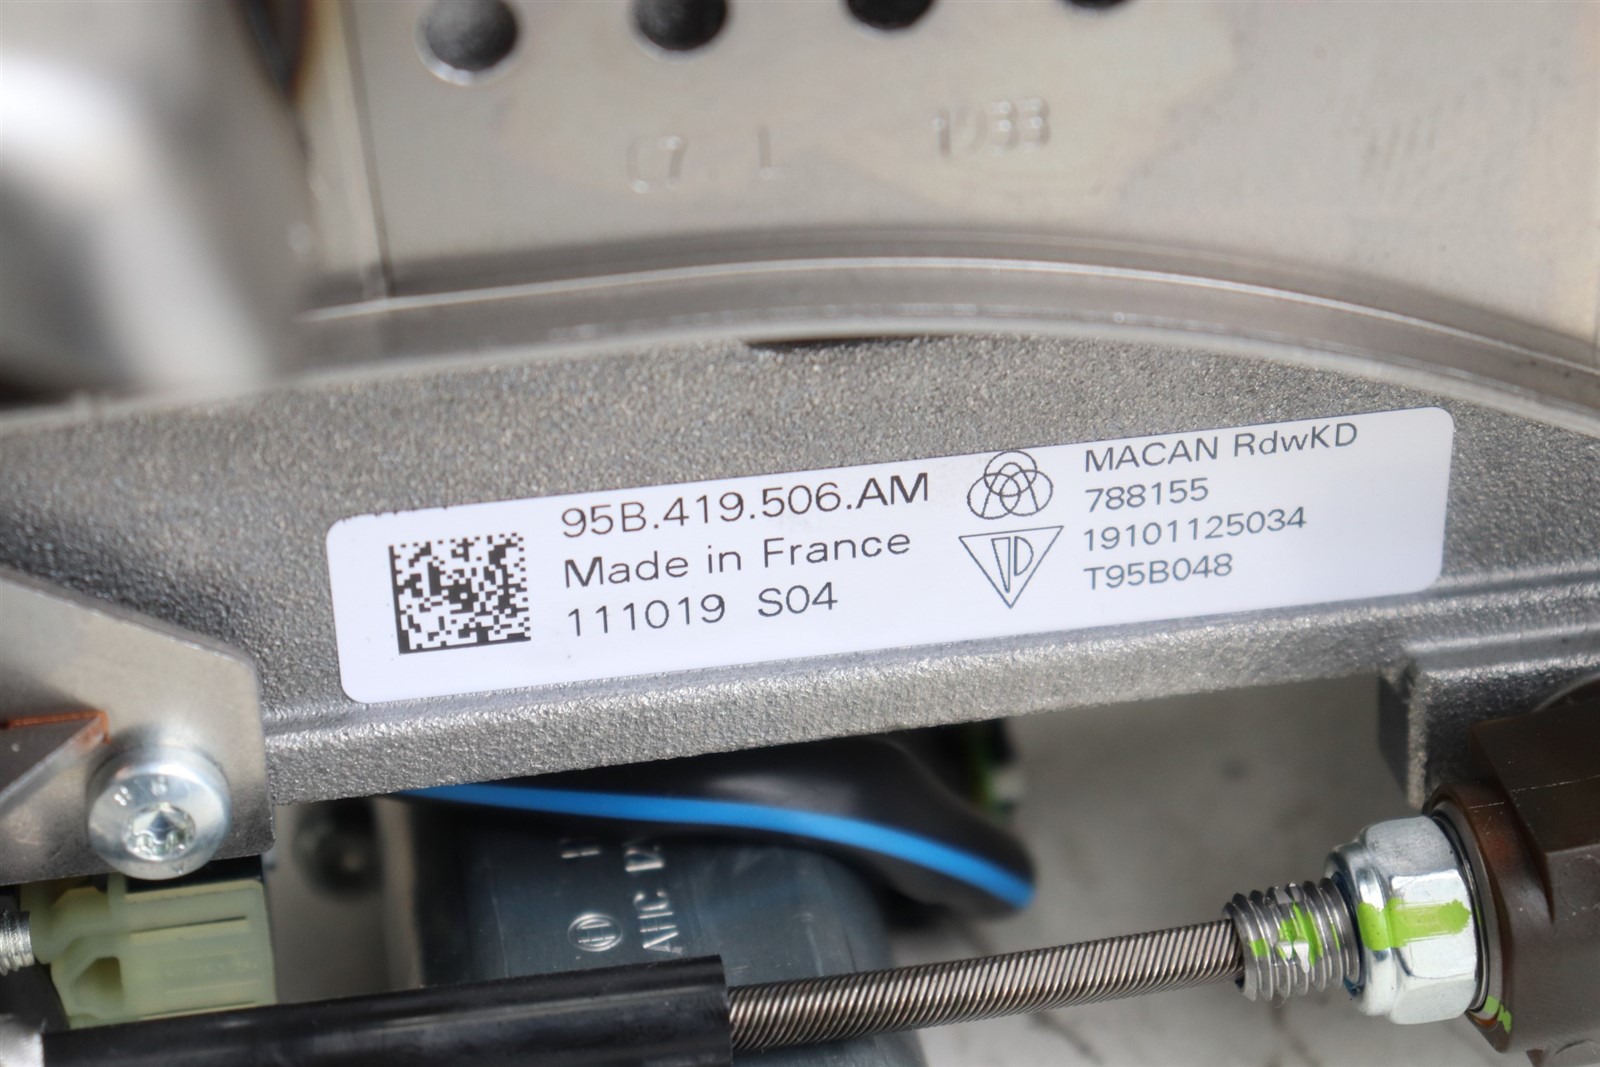 95B.419.506.AM
Made in France
111019 S04
MACAN RdwKD
788155
19101125034
T95B048